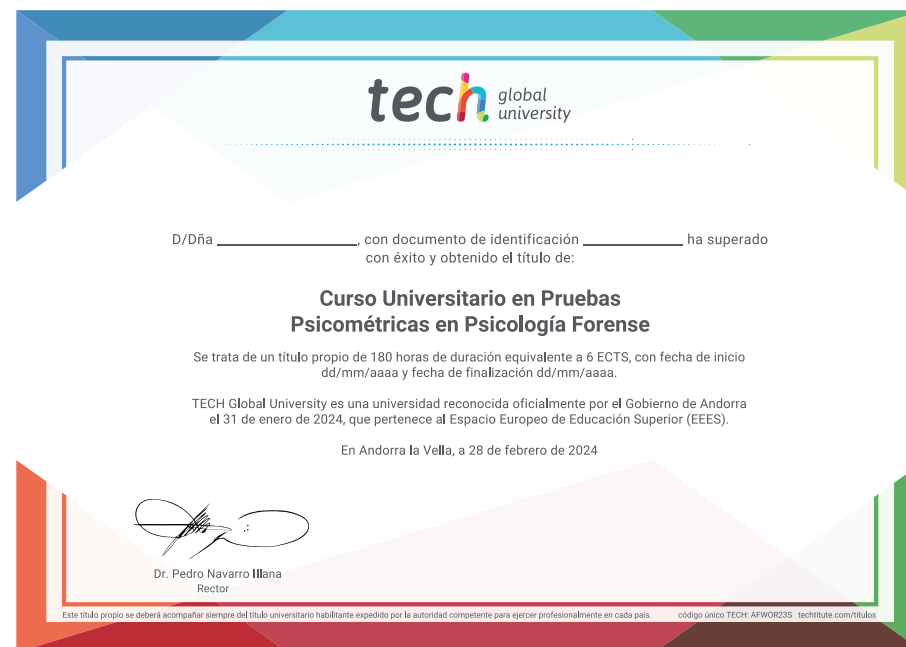 tech global university
D/Dña ____________________, con documento de identificación ______________ ha superado
con éxito y obtenido el título de:
Curso Universitario en Pruebas
Psicométricas en Psicología Forense
Se trata de un título propio de 180 horas de duración equivalente a 6 ECTS, con fecha de inicio
dd/mm/aaaa y fecha de finalización dd/mm/aaaa.
TECH Global University es una universidad reconocida oficialmente por el Gobierno de Andorra
el 31 de enero de 2024, que pertenece al Espacio Europeo de Educación Superior (EEES).
En Andorra la Vella, a 28 de febrero de 2024
Dr. Pedro Navarro Illana
Rector
Este título propio se deberá acompañar siempre del título universitario habilitante expedido por la autoridad competente para ejercer profesionalmente en cada país. código único TECH: AFWOR23S techtitute.com/titulos